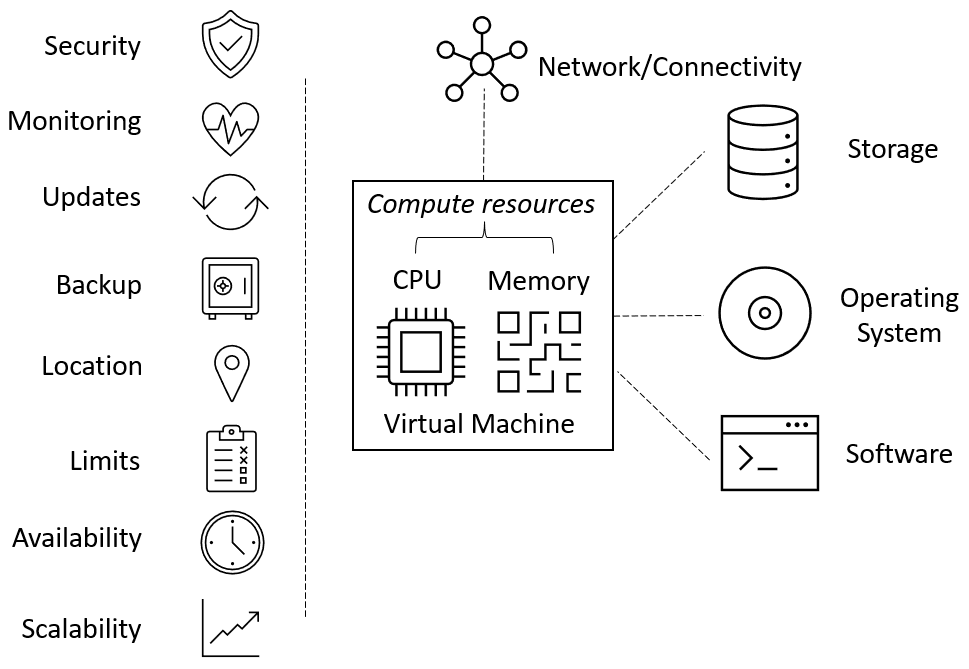 Security
Monitoring
Updates
Backup
Location
Limits
Availability
Scalability
Network/Connectivity
Compute resources
CPU Memory
Virtual Machine
Storage
Operating
System
Software